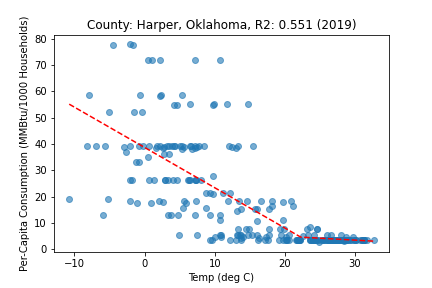 County: Harper, Oklahoma, R2: 0.551 (2019)
Per-Capita Consumption (MMBtu/1000 Households)
80
70
60
50
40
30
20
10
0
−10 0 10 20 30
Temp (deg C)